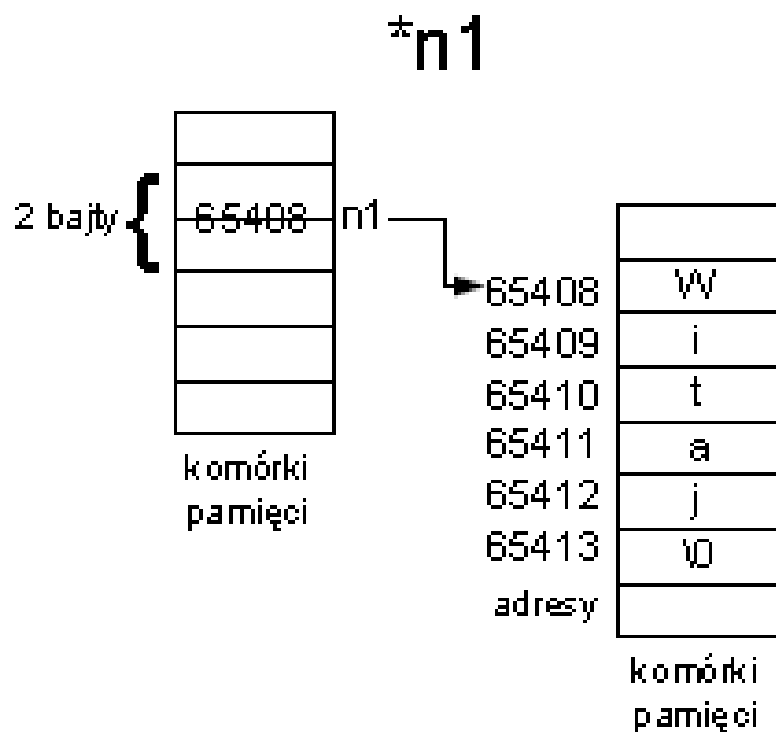 *n1
2 bajty
65408
n1
komórki
pamięci
65408 W
65409 i
65410 t
65411 a
65412 j
65413 \0
adresy
komórki
pamięci